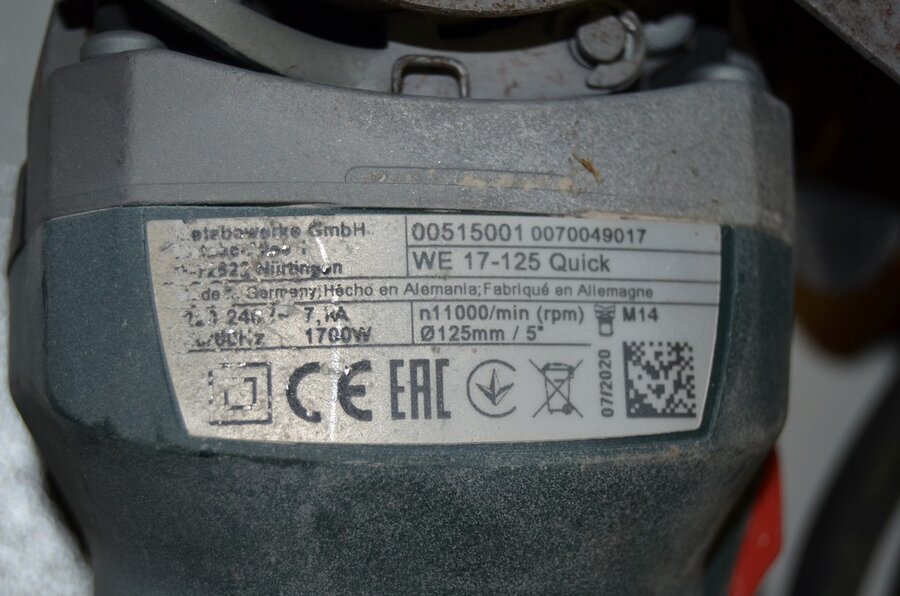 GmbH
00515001 0070049017
WE 17-125 Quick
Germany; Hecho en Alemania; Fabriqué en Allemagne
1700W
n11000/min (rpm) M14
Ø125mm / 5"
CE EAC
07/2020